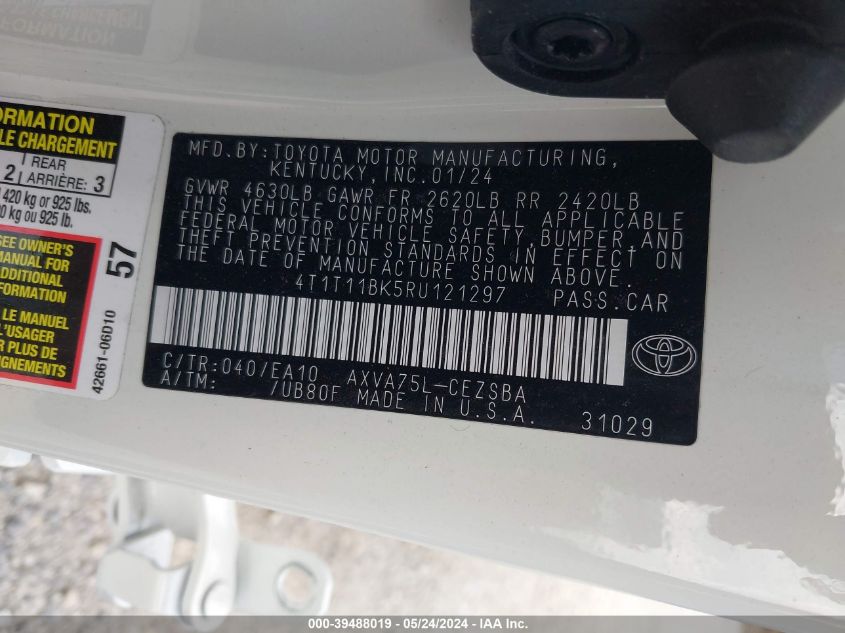 ORMATION
LE CHARGEMENT
2 REAR 3
ARRIÈRE:
420 kg or 925 lbs.
0 kg ou 925 lb.
SEE OWNER'S
MANUAL FOR
ADDITIONAL
NFORMATION
LE MANUEL
L'USAGER
R PLUS DE
IGNEMENTS
57
42661-06D10
MFD.BY:TOYOTA MOTOR MANUFACTURING,
KENTUCKY,INC.01/24
GVWR 4630LB GAWR FR 2620LB RR 2420LB
THIS VEHICLE CONFORMS TO ALL APPLICABLE
FEDERAL MOTOR VEHICLE SAFETY,BUMPER,AND
THEFT PREVENTION STANDARDS IN EFFECT ON
THE DATE OF MANUFACTURE SHOWN ABOVE.
4T1T11BK5RU121297 PASS.CAR
C/TR:040/EA10 AXVA75L-CEZSBA
A/TM: /UB80F MADE IN U.S.A.
31029
000-39488019 - 05/24/2024 - IAA Inc.